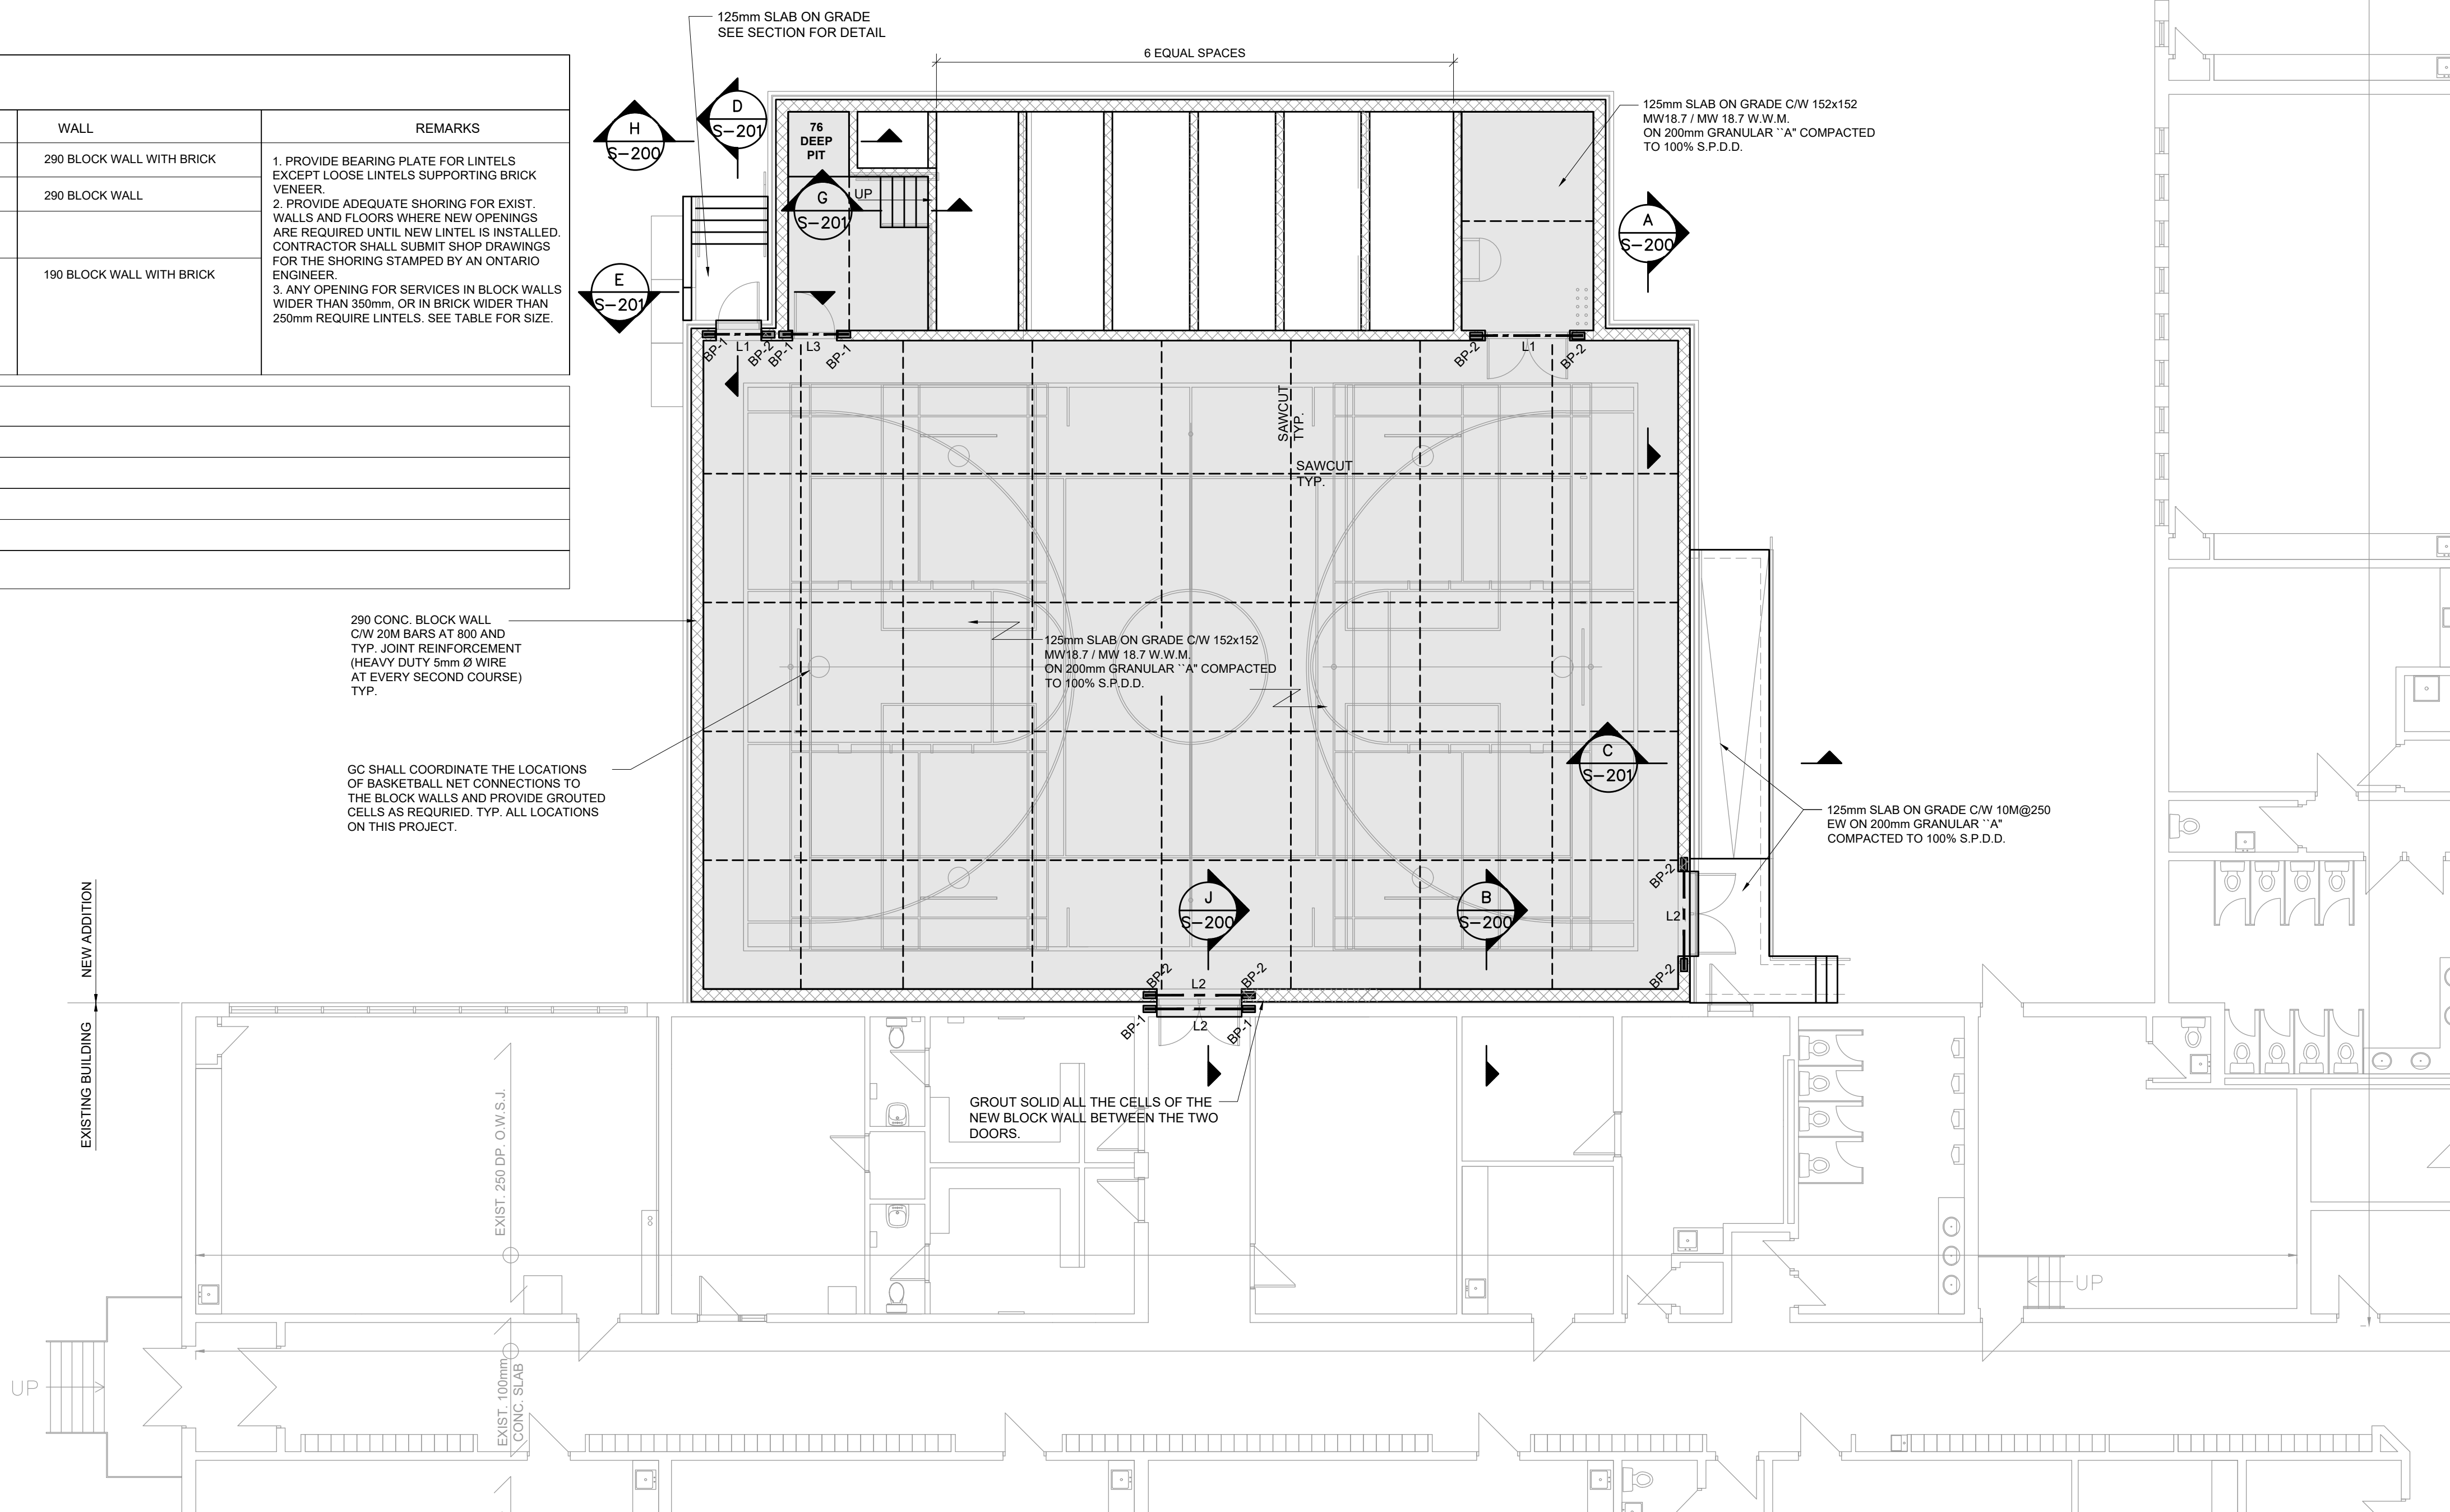 125mm SLAB ON GRADE
SEE SECTION FOR DETAIL
6 EQUAL SPACES
WALL
REMARKS
290 BLOCK WALL WITH BRICK
290 BLOCK WALL
190 BLOCK WALL WITH BRICK
1. PROVIDE BEARING PLATE FOR LINTELS
EXCEPT LOOSE LINTELS SUPPORTING BRICK
VENEER.
2. PROVIDE ADEQUATE SHORING FOR EXIST.
WALLS AND FLOORS WHERE NEW OPENINGS
ARE REQUIRED UNTIL NEW LINTEL IS INSTALLED.
CONTRACTOR SHALL SUBMIT SHOP DRAWINGS
FOR THE SHORING STAMPED BY AN ONTARIO
ENGINEER.
3. ANY OPENING FOR SERVICES IN BLOCK WALLS
WIDER THAN 350mm, OR IN BRICK WIDER THAN
250mm REQUIRE LINTELS. SEE TABLE FOR SIZE.
H
S-200
D
S-201
76
DEEP
PIT
G
S-201
UP
E
S-201
125mm SLAB ON GRADE C/W 152x152
MW18.7 / MW 18.7 W.W.M.
ON 200mm GRANULAR ``A" COMPACTED
TO 100% S.P.D.D.
A
S-200
BP-1
L1
BP-2
BP-1
L3
BP-1
BP-2
L1
BP-2
SAWCUT
TYP.
SAWCUT
TYP.
290 CONC. BLOCK WALL
C/W 20M BARS AT 800 AND
TYP. JOINT REINFORCEMENT
(HEAVY DUTY 5mm Ø WIRE
AT EVERY SECOND COURSE)
TYP.
125mm SLAB ON GRADE C/W 152x152
MW18.7 / MW 18.7 W.W.M.
ON 200mm GRANULAR ``A" COMPACTED
TO 100% S.P.D.D.
GC SHALL COORDINATE THE LOCATIONS
OF BASKETBALL NET CONNECTIONS TO
THE BLOCK WALLS AND PROVIDE GROUTED
CELLS AS REQURIED. TYP. ALL LOCATIONS
ON THIS PROJECT.
C
S-201
125mm SLAB ON GRADE C/W 10M@250
EW ON 200mm GRANULAR ``A"
COMPACTED TO 100% S.P.D.D.
BP-2
L2
BP-2
J
S-200
B
S-200
BP-2
L2
BP-2
BP-1
L2
BP-1
NEW ADDITION
EXISTING BUILDING
GROUT SOLID ALL THE CELLS OF THE
NEW BLOCK WALL BETWEEN THE TWO
DOORS.
EXIST. 250 DP. O.W.S.J.
UP
UP
EXIST. 100mm
CONC. SLAB